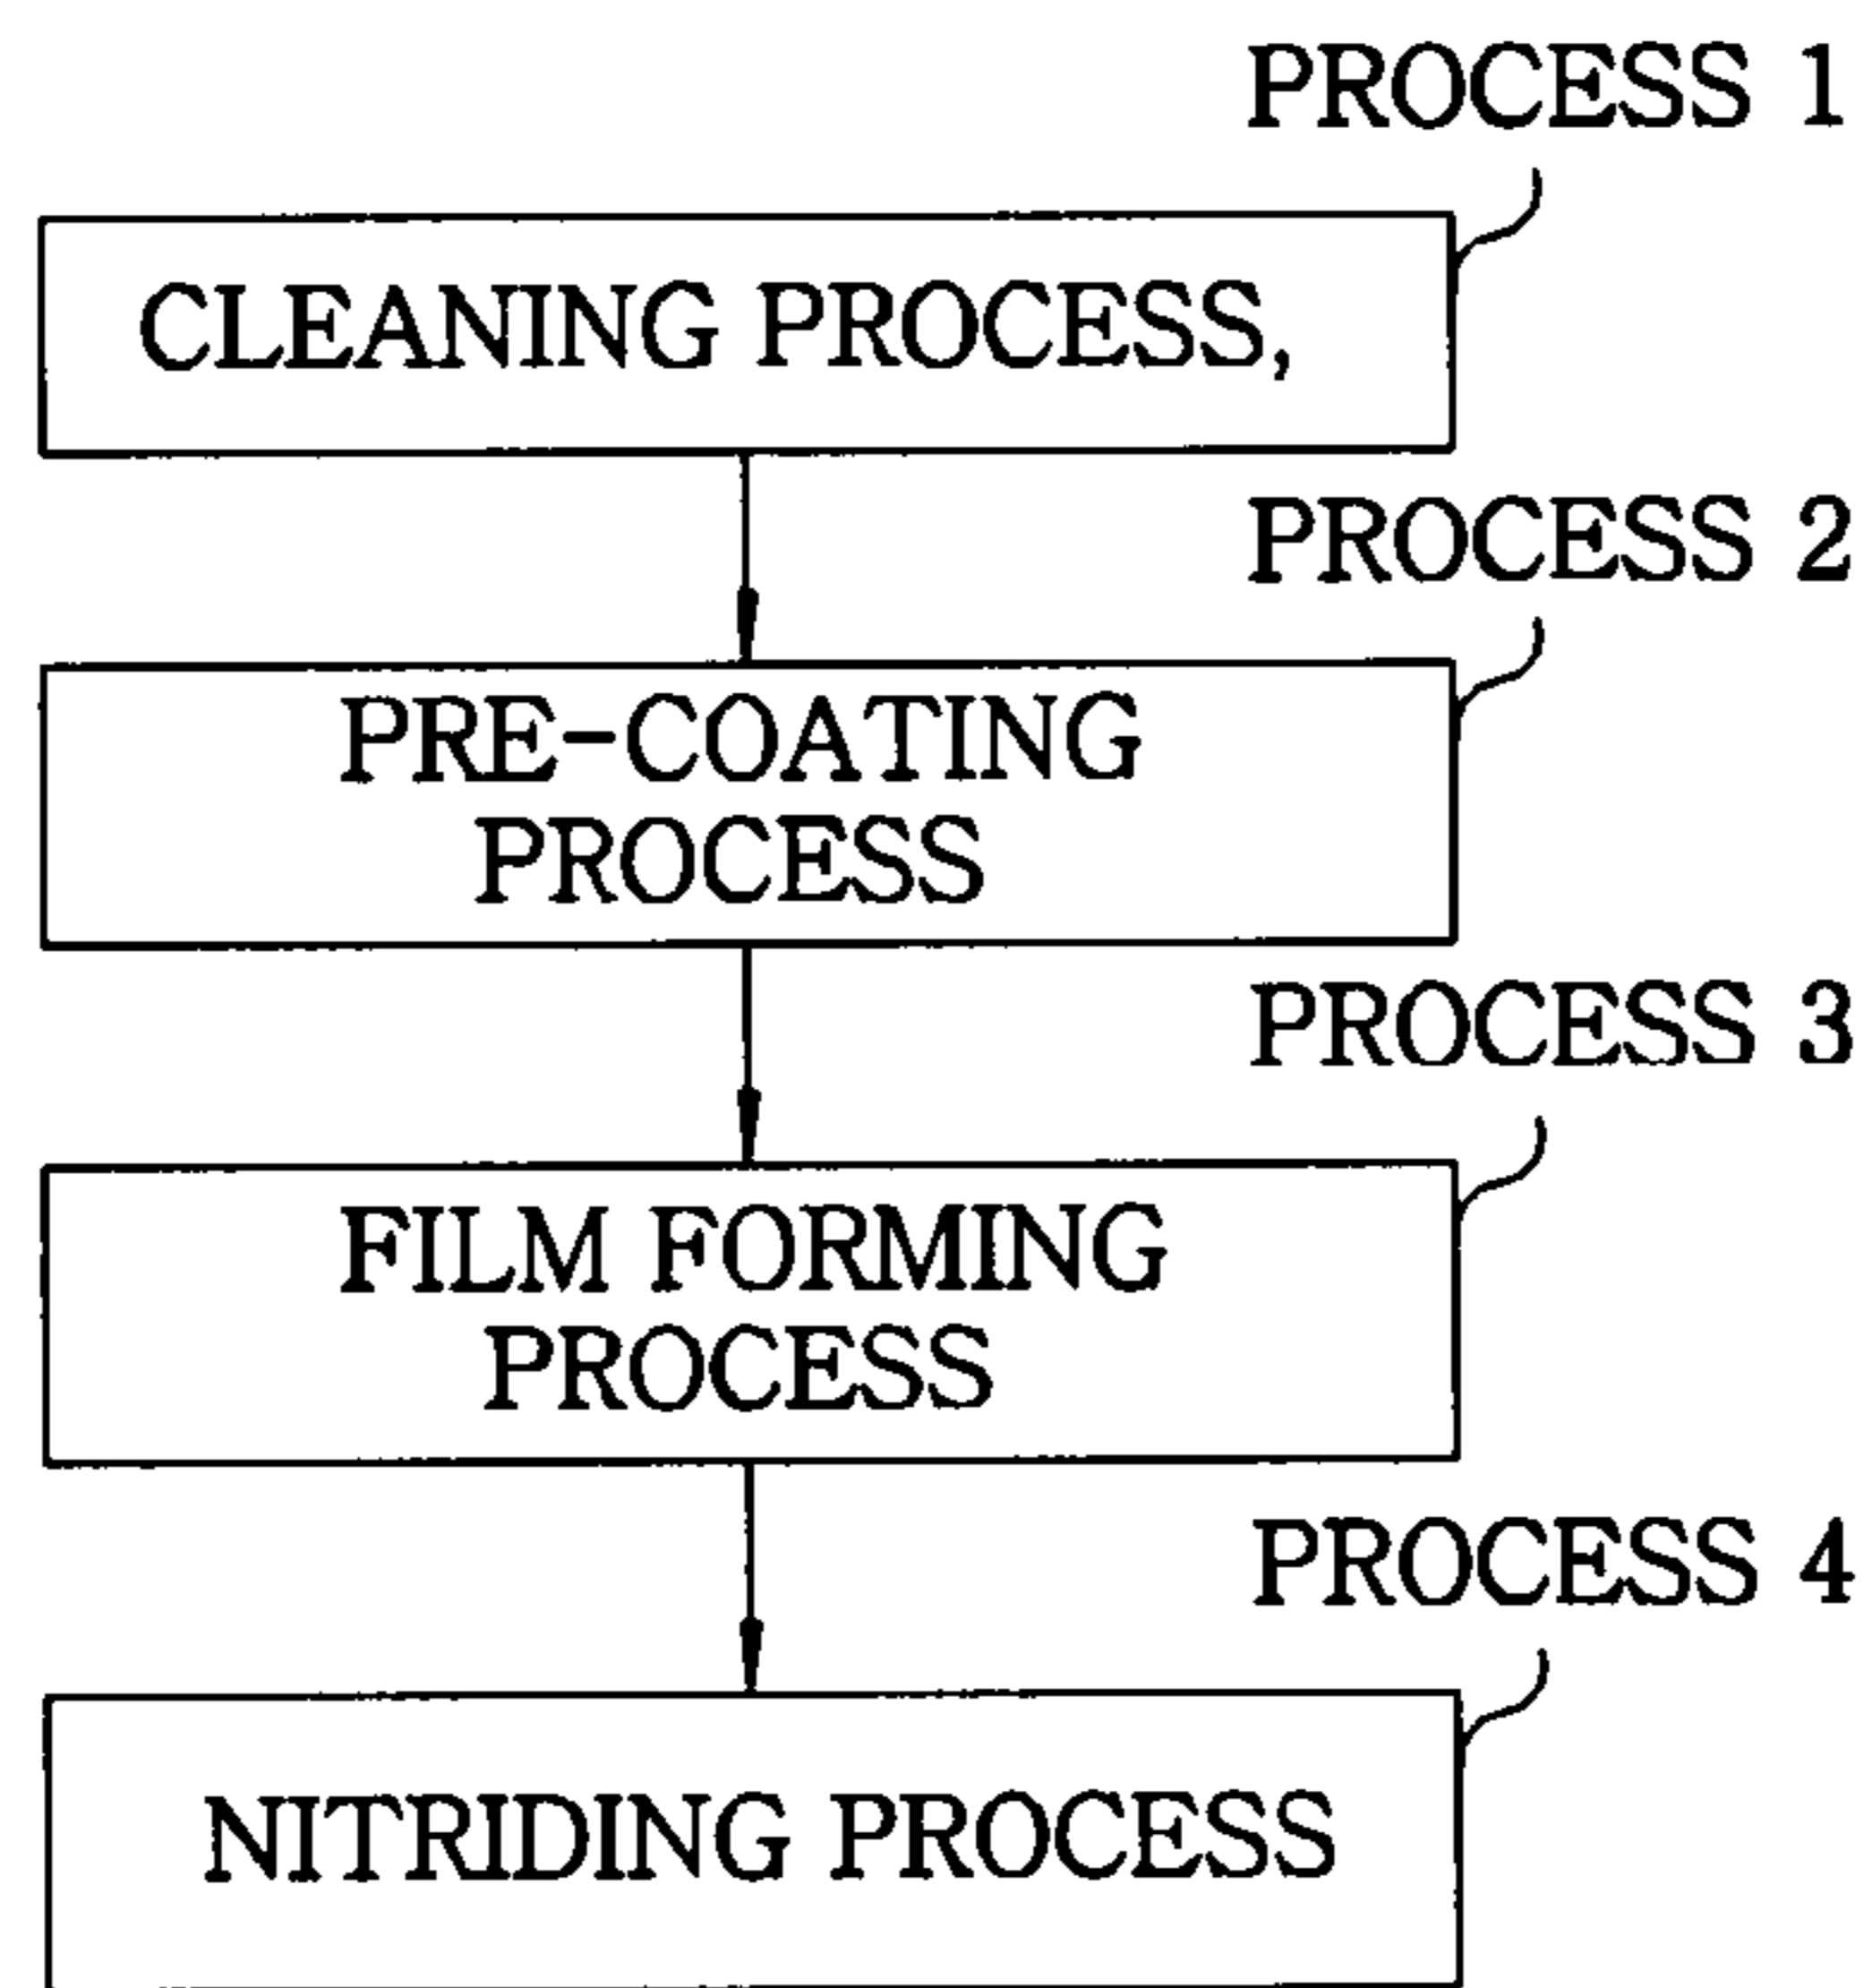 PROCESS 1
CLEANING PROCESS,
PROCESS 2
PRE-COATING
PROCESS
PROCESS 3
FILM FORMING
PROCESS
PROCESS 4
NITRIDING PROCESS